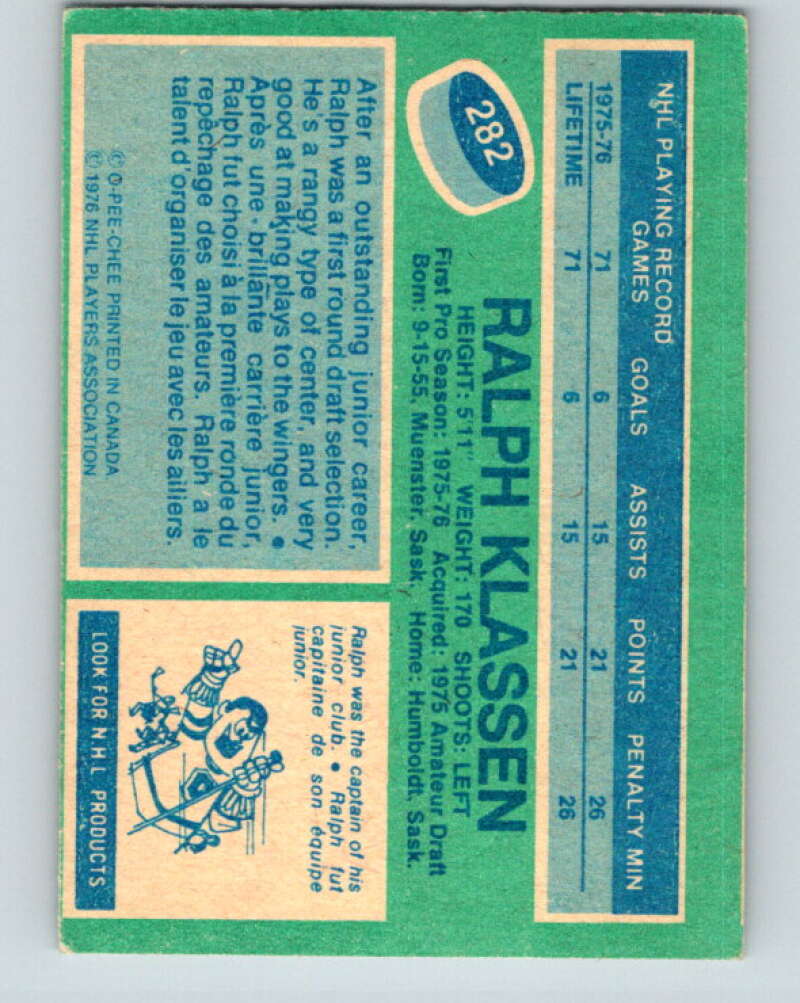 NHL PLAYING RECORD
GAMES GOALS ASSISTS POINTS PENALTY MIN
1975-76 71 6 15 21 26
LIFETIME 71 6 15 21 26
282
RALPH KLASSEN
HEIGHT: 5'11" WEIGHT: 170 SHOOTS: LEFT
First Pro Season: 1975-76 Acquired: 1975 Amateur Draft
Born: 9-15-55, Muenster, Sask. Home: Humboldt, Sask.
After an outstanding junior career,
Ralph was a first round draft selection.
He's a rangy type of center, and very
good at making plays to the wingers. •
Après une brillante carrière junior,
Ralph fut choisi à la première ronde du
repêchage des amateurs. Ralph a le
talent d'organiser le jeu avec les ailiers.
© O-PEE-CHEE PRINTED IN CANADA
© 1976 NHL PLAYERS ASSOCIATION
Ralph was the captain of his
junior club. • Ralph fut
capitaine de son équipe
junior.
LOOK FOR N.H.L PRODUCTS